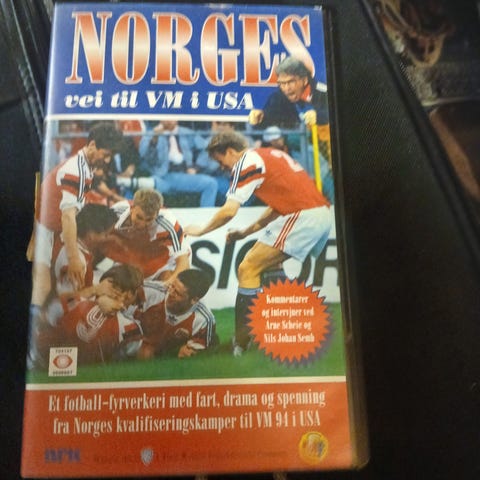 NORGES
vei til VM i USA
Kommentarer
og intervjuer ved
Arne Scheie og
Nils Johan Semb
Et fotball-fyrverkeri med fart, drama og spenning
fra Norges kvalifiseringskamper til VM 94 i USA
nrk